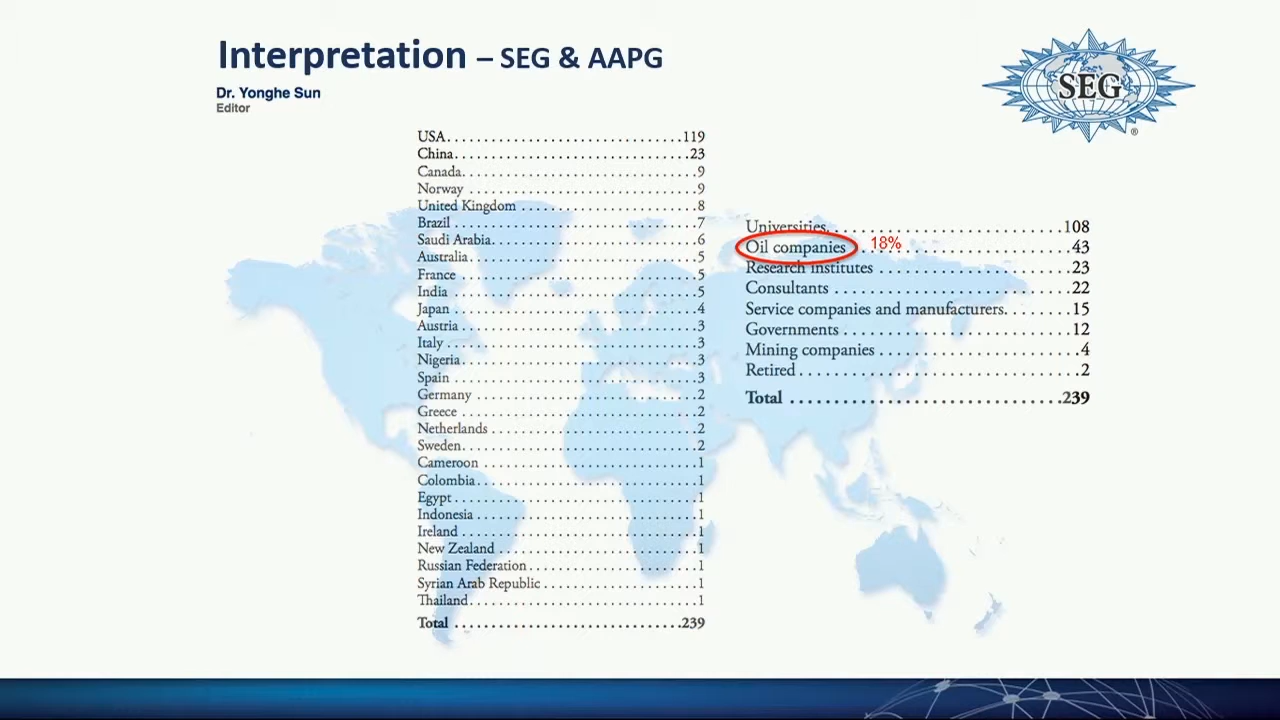 Interpretation – SEG & AAPG
Dr. Yonghe Sun
Editor
SEG
®
USA 119
China 23
Canada 9
Norway 9
United Kingdom 8
Brazil 7
Saudi Arabia 6
Australia 5
France 5
India 5
Japan 4
Austria 3
Italy 3
Nigeria 3
Spain 3
Germany 2
Greece 2
Netherlands 2
Sweden 2
Cameroon 1
Colombia 1
Egypt 1
Indonesia 1
Ireland 1
New Zealand 1
Russian Federation 1
Syrian Arab Republic 1
Thailand 1
Total 239
Universities 108
Oil companies 18% 43
Research institutes 23
Consultants 22
Service companies and manufacturers 15
Governments 12
Mining companies 4
Retired 2
Total 239